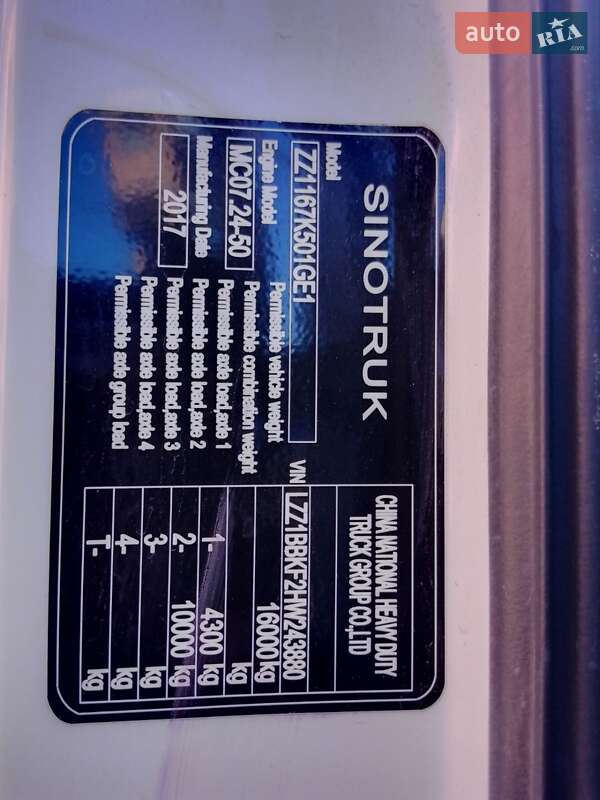 auto RIA .com
SINOTRUK
CHINA NATIONAL HEAVY DUTY
TRUCK GROUP CO.,LTD
Model
ZZ1167K501GE1
VIN LZZ1BBKF2HW243880
Engine Model
MC07.24-50
Manufacturing Date
2017
Permissible vehicle weight 16000 kg
Permissible combination weight kg
Permissible axle load,axle 1 1- 4300 kg
Permissible axle load,axle 2 2- 10000 kg
Permissible axle load,axle 3 3- kg
Permissible axle load,axle 4 4- kg
Permissible axle group load T- kg